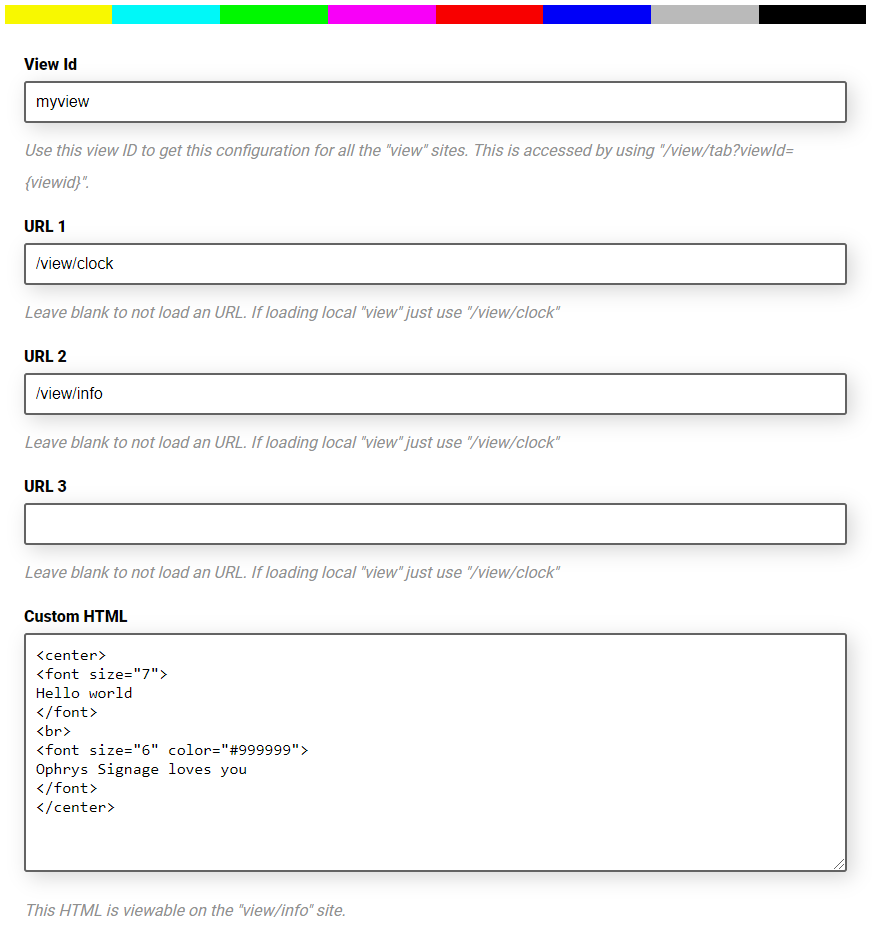 View Id
myview
Use this view ID to get this configuration for all the "view" sites. This is accessed by using "/view/tab?viewId=
{viewid}".
URL 1
/view/clock
Leave blank to not load an URL. If loading local "view" just use "/view/clock"
URL 2
/view/info
Leave blank to not load an URL. If loading local "view" just use "/view/clock"
URL 3
Leave blank to not load an URL. If loading local "view" just use "/view/clock"
Custom HTML
<center>
<font size="7">
Hello world
</font>
<br>
<font size="6" color="#999999">
Ophrys Signage loves you
</font>
</center>
This HTML is viewable on the "view/info" site.